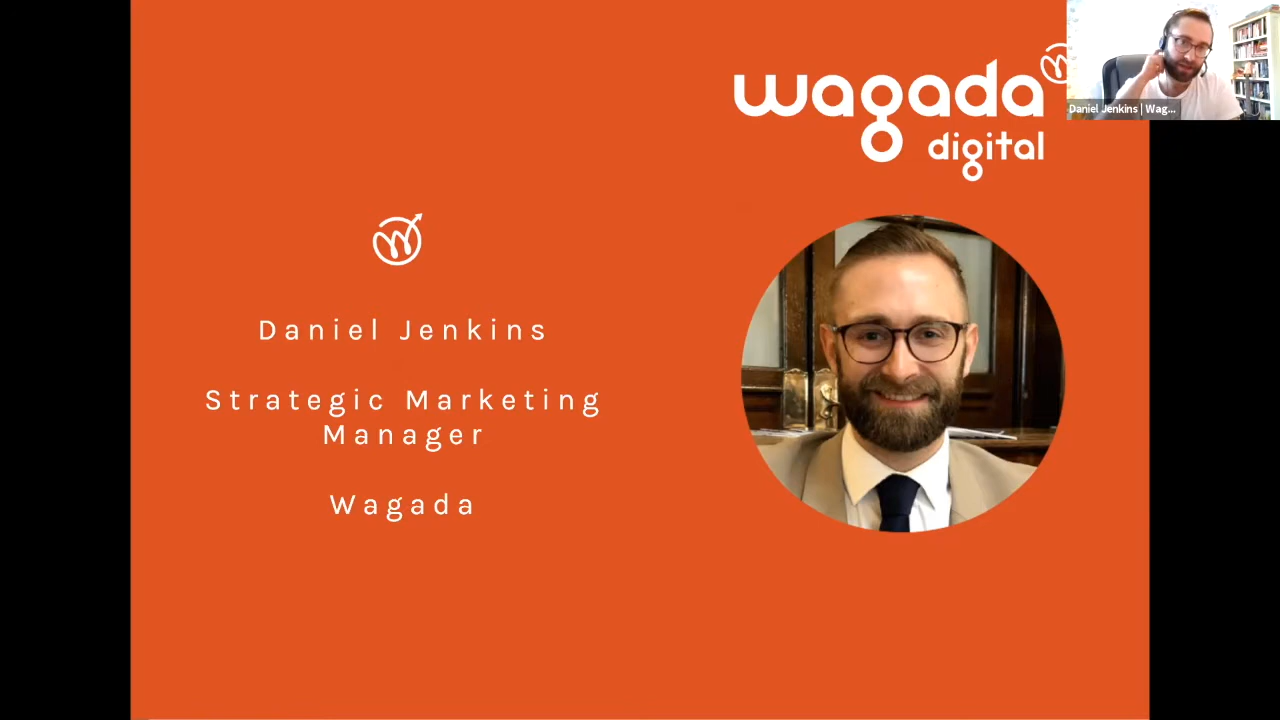 wagada
digital
Daniel Jenkins | Wag...
Daniel Jenkins
Strategic Marketing
Manager
Wagada